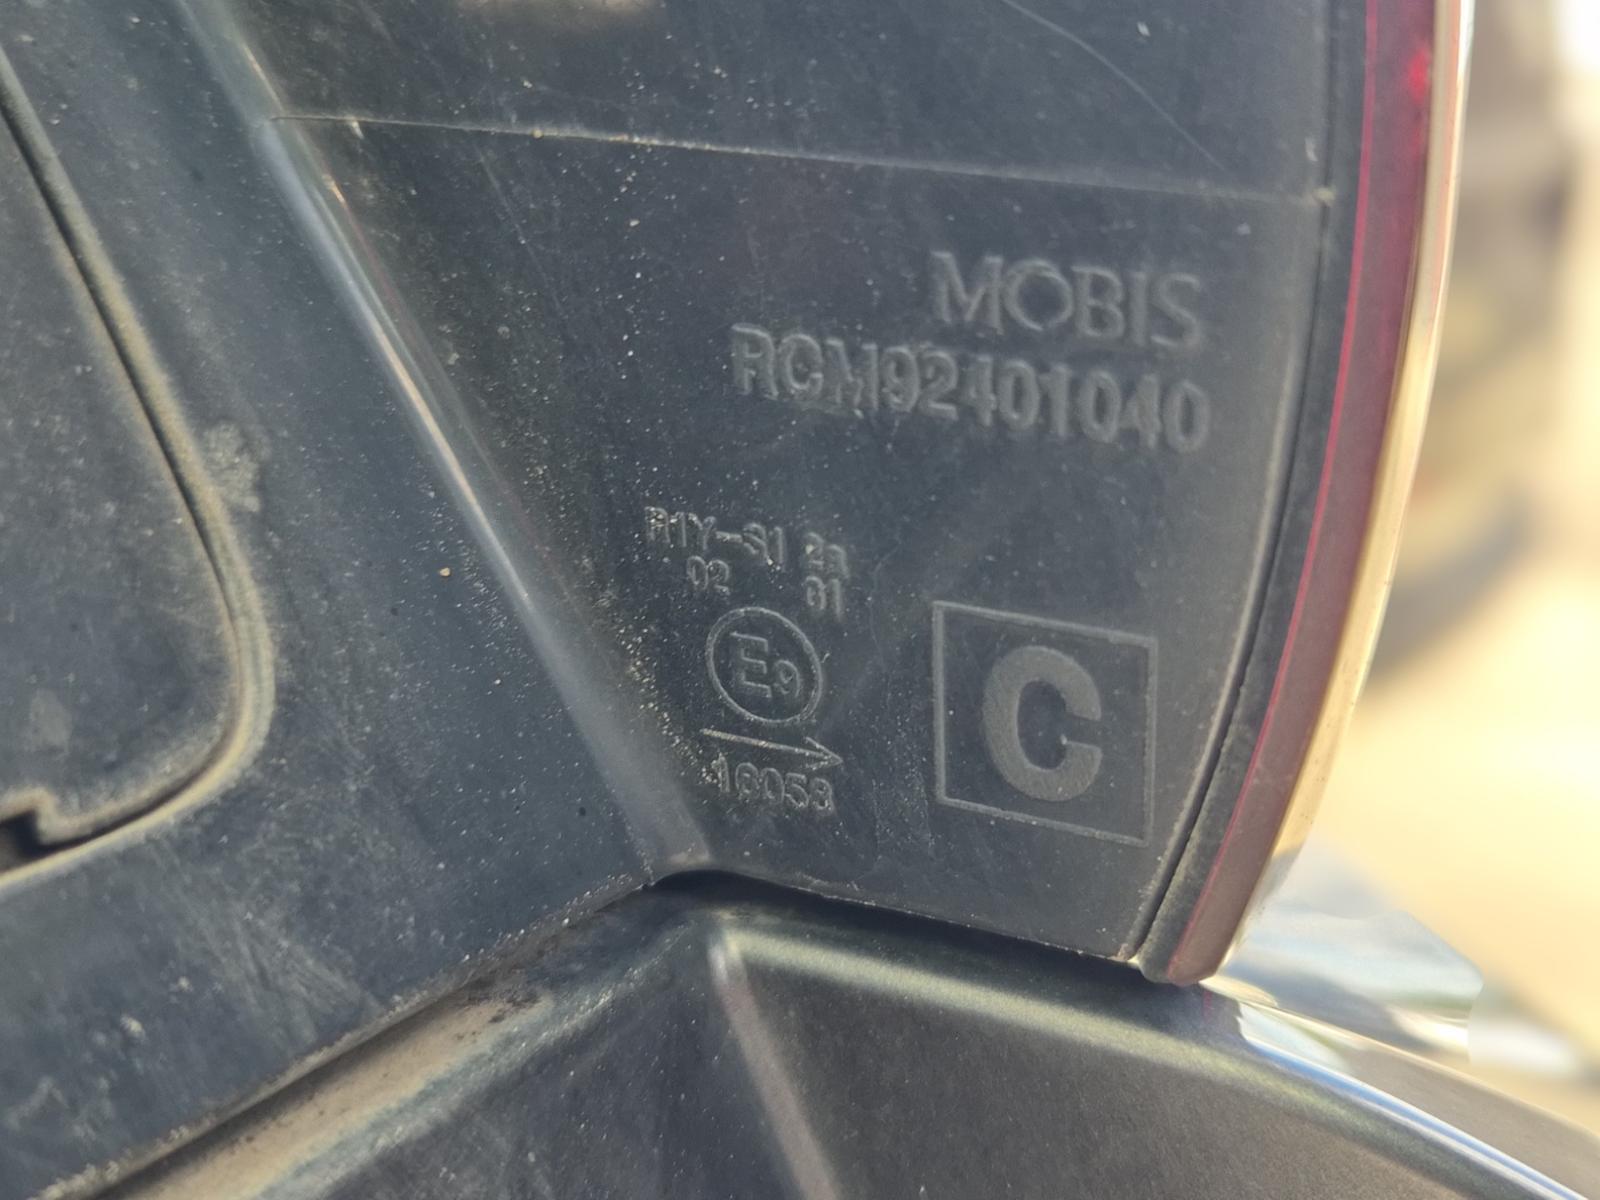 MOBIS
RCM92401040
R1Y-S1 2a
02 01
E9
16058
C